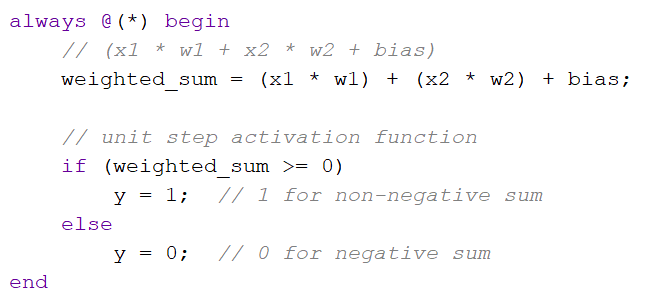 always @(*) begin
// (x1 * w1 + x2 * w2 + bias)
weighted_sum = (x1 * w1) + (x2 * w2) + bias;
// unit step activation function
if (weighted_sum >= 0)
y = 1;  // 1 for non-negative sum
else
y = 0;  // 0 for negative sum
end